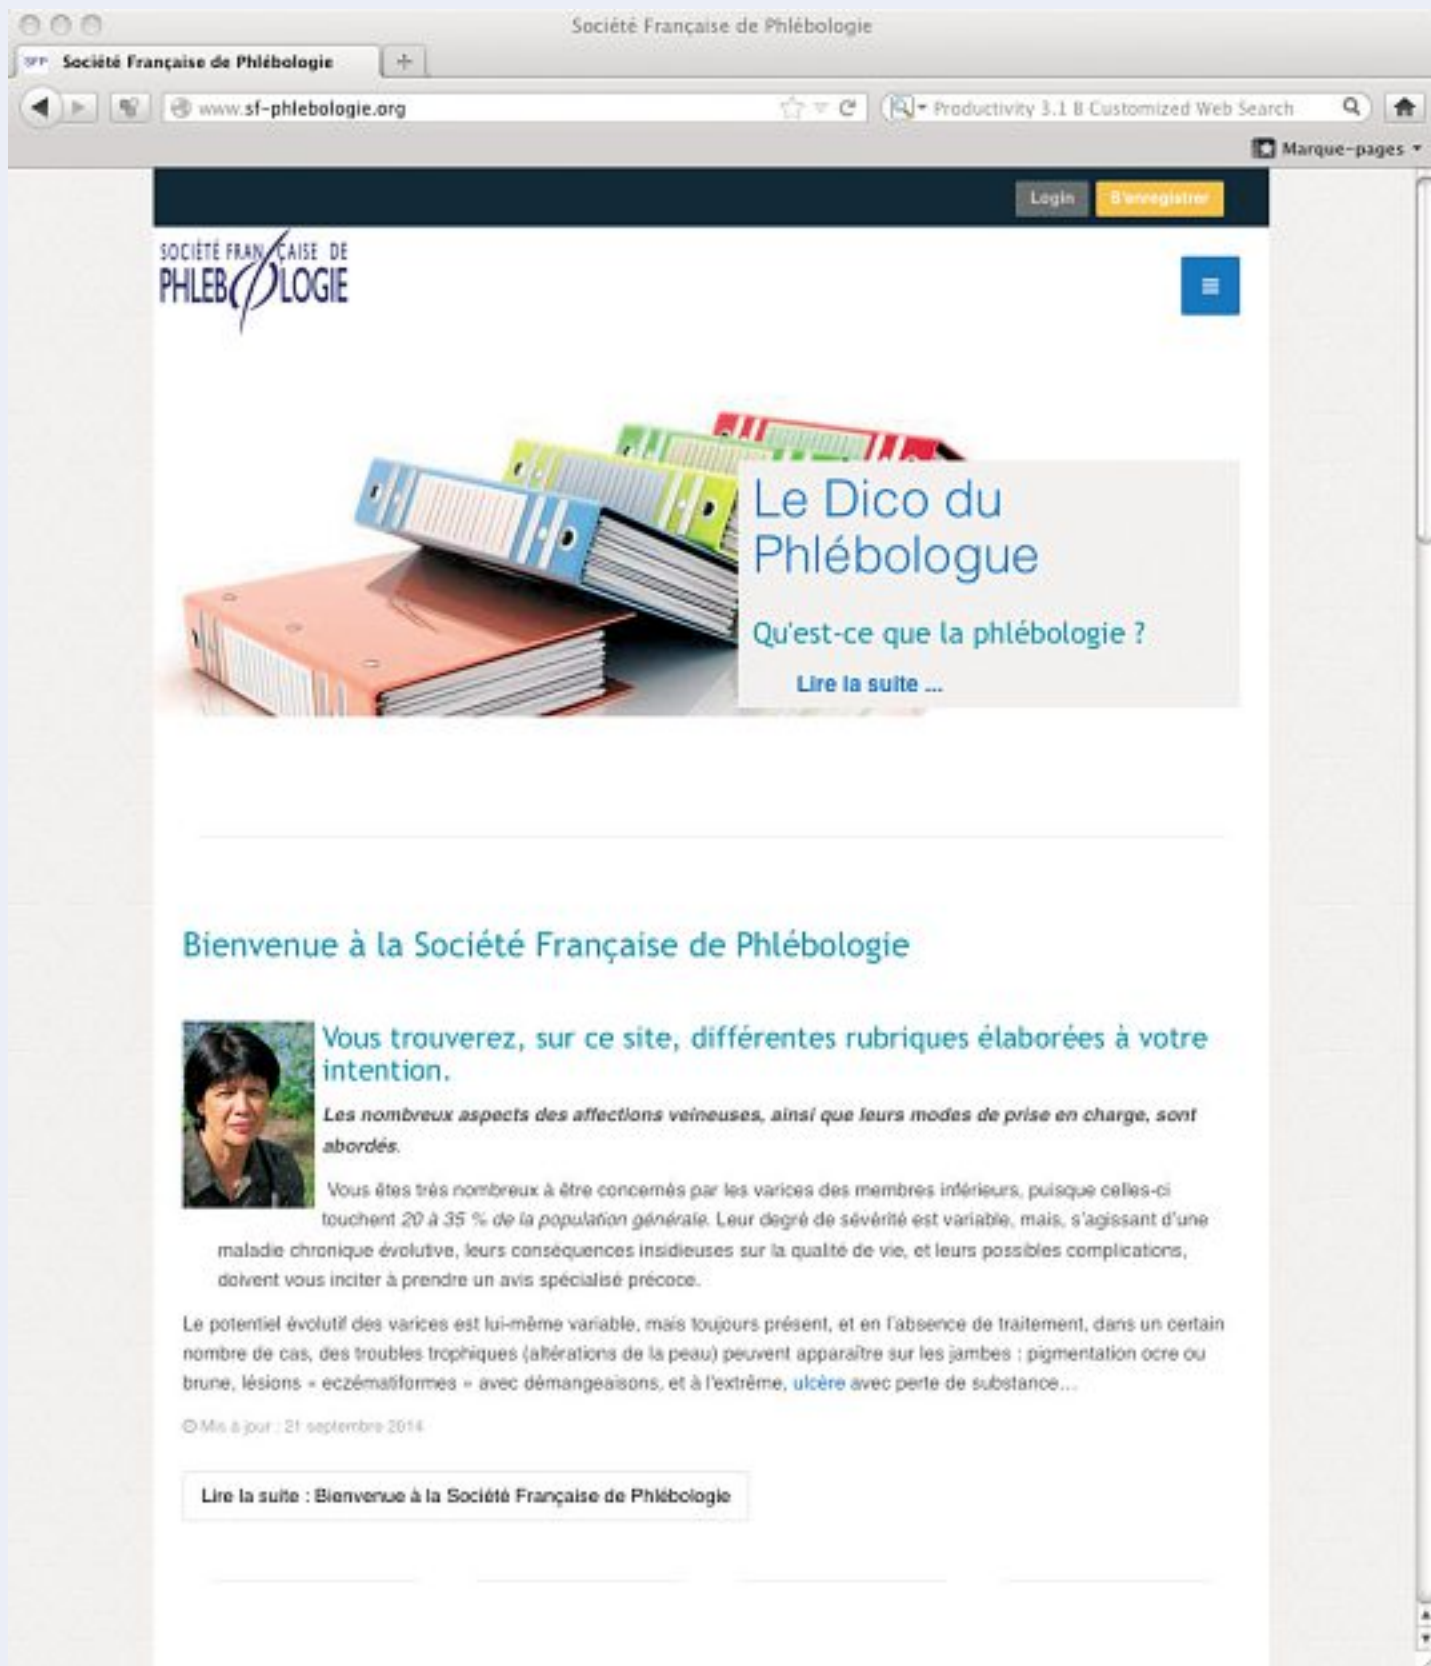 Société Française de Phlébologie
SFP Société Française de Phlébologie
www.sf-phlebologie.org
Productivity 3.1 B Customized Web Search
Marque-pages
Login
S'enregistrer
SOCIÉTÉ FRANÇAISE DE
PHLEBOLOGIE
Le Dico du
Phlébologue
Qu'est-ce que la phlébologie ?
Lire la suite ...
Bienvenue à la Société Française de Phlébologie
Vous trouverez, sur ce site, différentes rubriques élaborées à votre
intention.
Les nombreux aspects des affections veineuses, ainsi que leurs modes de prise en charge, sont
abordés.
Vous êtes très nombreux à être concernés par les varices des membres inférieurs, puisque celles-ci
touchent 20 à 35 % de la population générale. Leur degré de sévérité est variable, mais, s'agissant d'une
maladie chronique évolutive, leurs conséquences insidieuses sur la qualité de vie, et leurs possibles complications,
doivent vous inciter à prendre un avis spécialisé précoce.
Le potentiel évolutif des varices est lui-même variable, mais toujours présent, et en l'absence de traitement, dans un certain
nombre de cas, des troubles trophiques (altérations de la peau) peuvent apparaître sur les jambes : pigmentation ocre ou
brune, lésions « eczématiformes » avec démangeaisons, et à l'extrême, ulcère avec perte de substance…
Mis à jour : 21 septembre 2014
Lire la suite : Bienvenue à la Société Française de Phlébologie